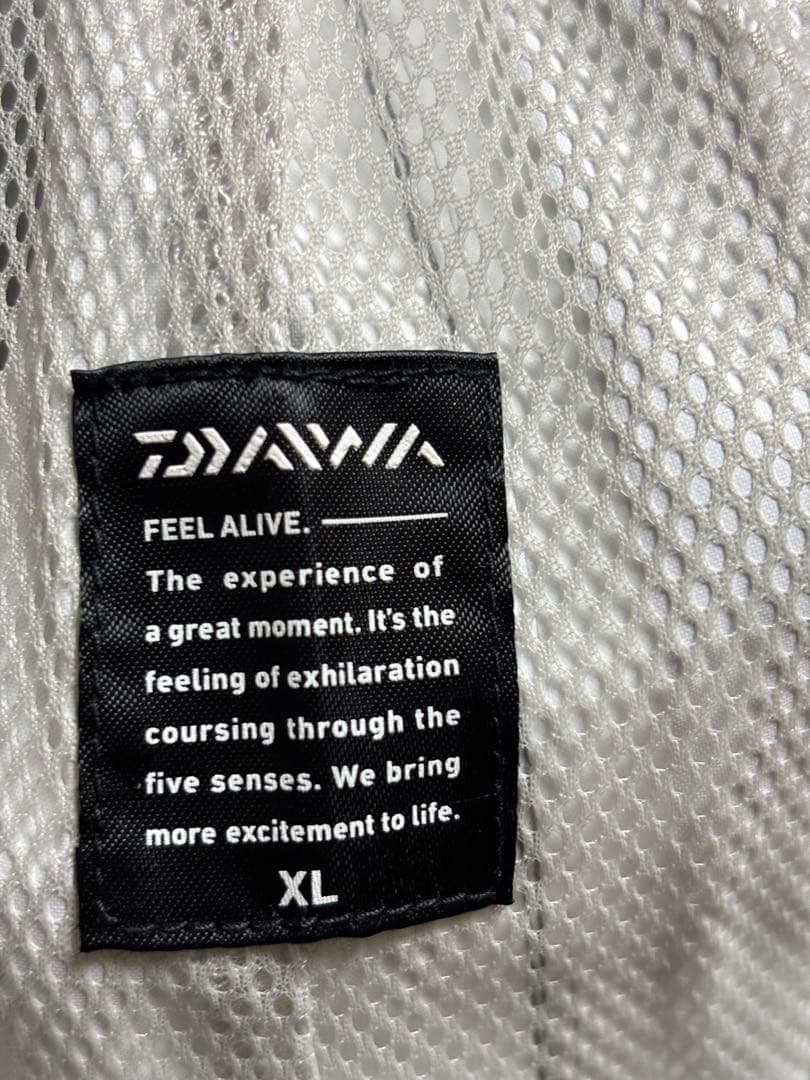 DAIWA
FEEL ALIVE.
The experience of
a great moment. It's the
feeling of exhilaration
coursing through the
five senses. We bring
more excitement to life.
XL